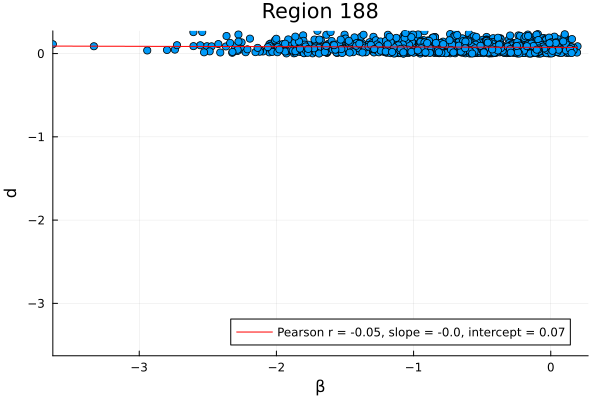 Region 188
0
−1
−2
−3
d
−3
−2
−1
0
β
Pearson r = -0.05, slope = -0.0, intercept = 0.07